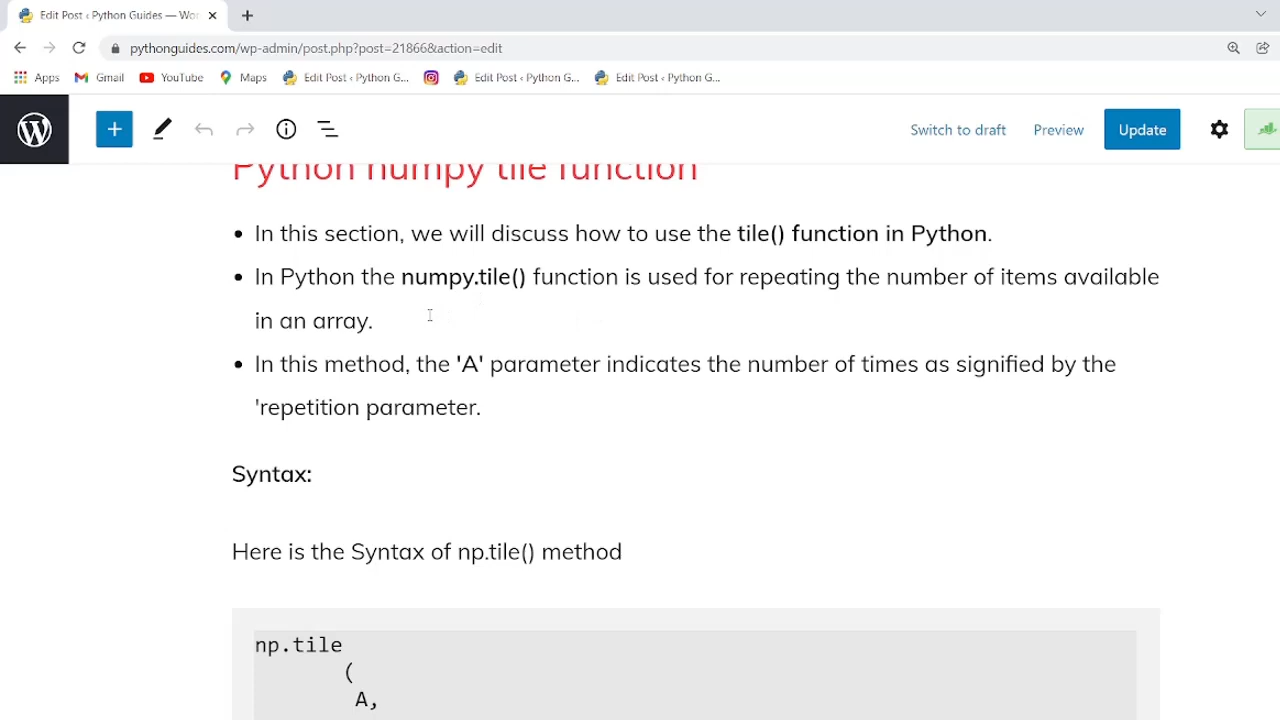 Edit Post ‹ Python Guides — Wor
pythonguides.com/wp-admin/post.php?post=21866&action=edit
Apps Gmail YouTube Maps Edit Post ‹ Python G... Edit Post ‹ Python G... Edit Post ‹ Python G...
Switch to draft Preview Update
Python numpy tile function
• In this section, we will discuss how to use the tile() function in Python.
• In Python the numpy.tile() function is used for repeating the number of items available
in an array.
• In this method, the 'A' parameter indicates the number of times as signified by the
'repetition parameter.
Syntax:
Here is the Syntax of np.tile() method
np.tile
(
A,